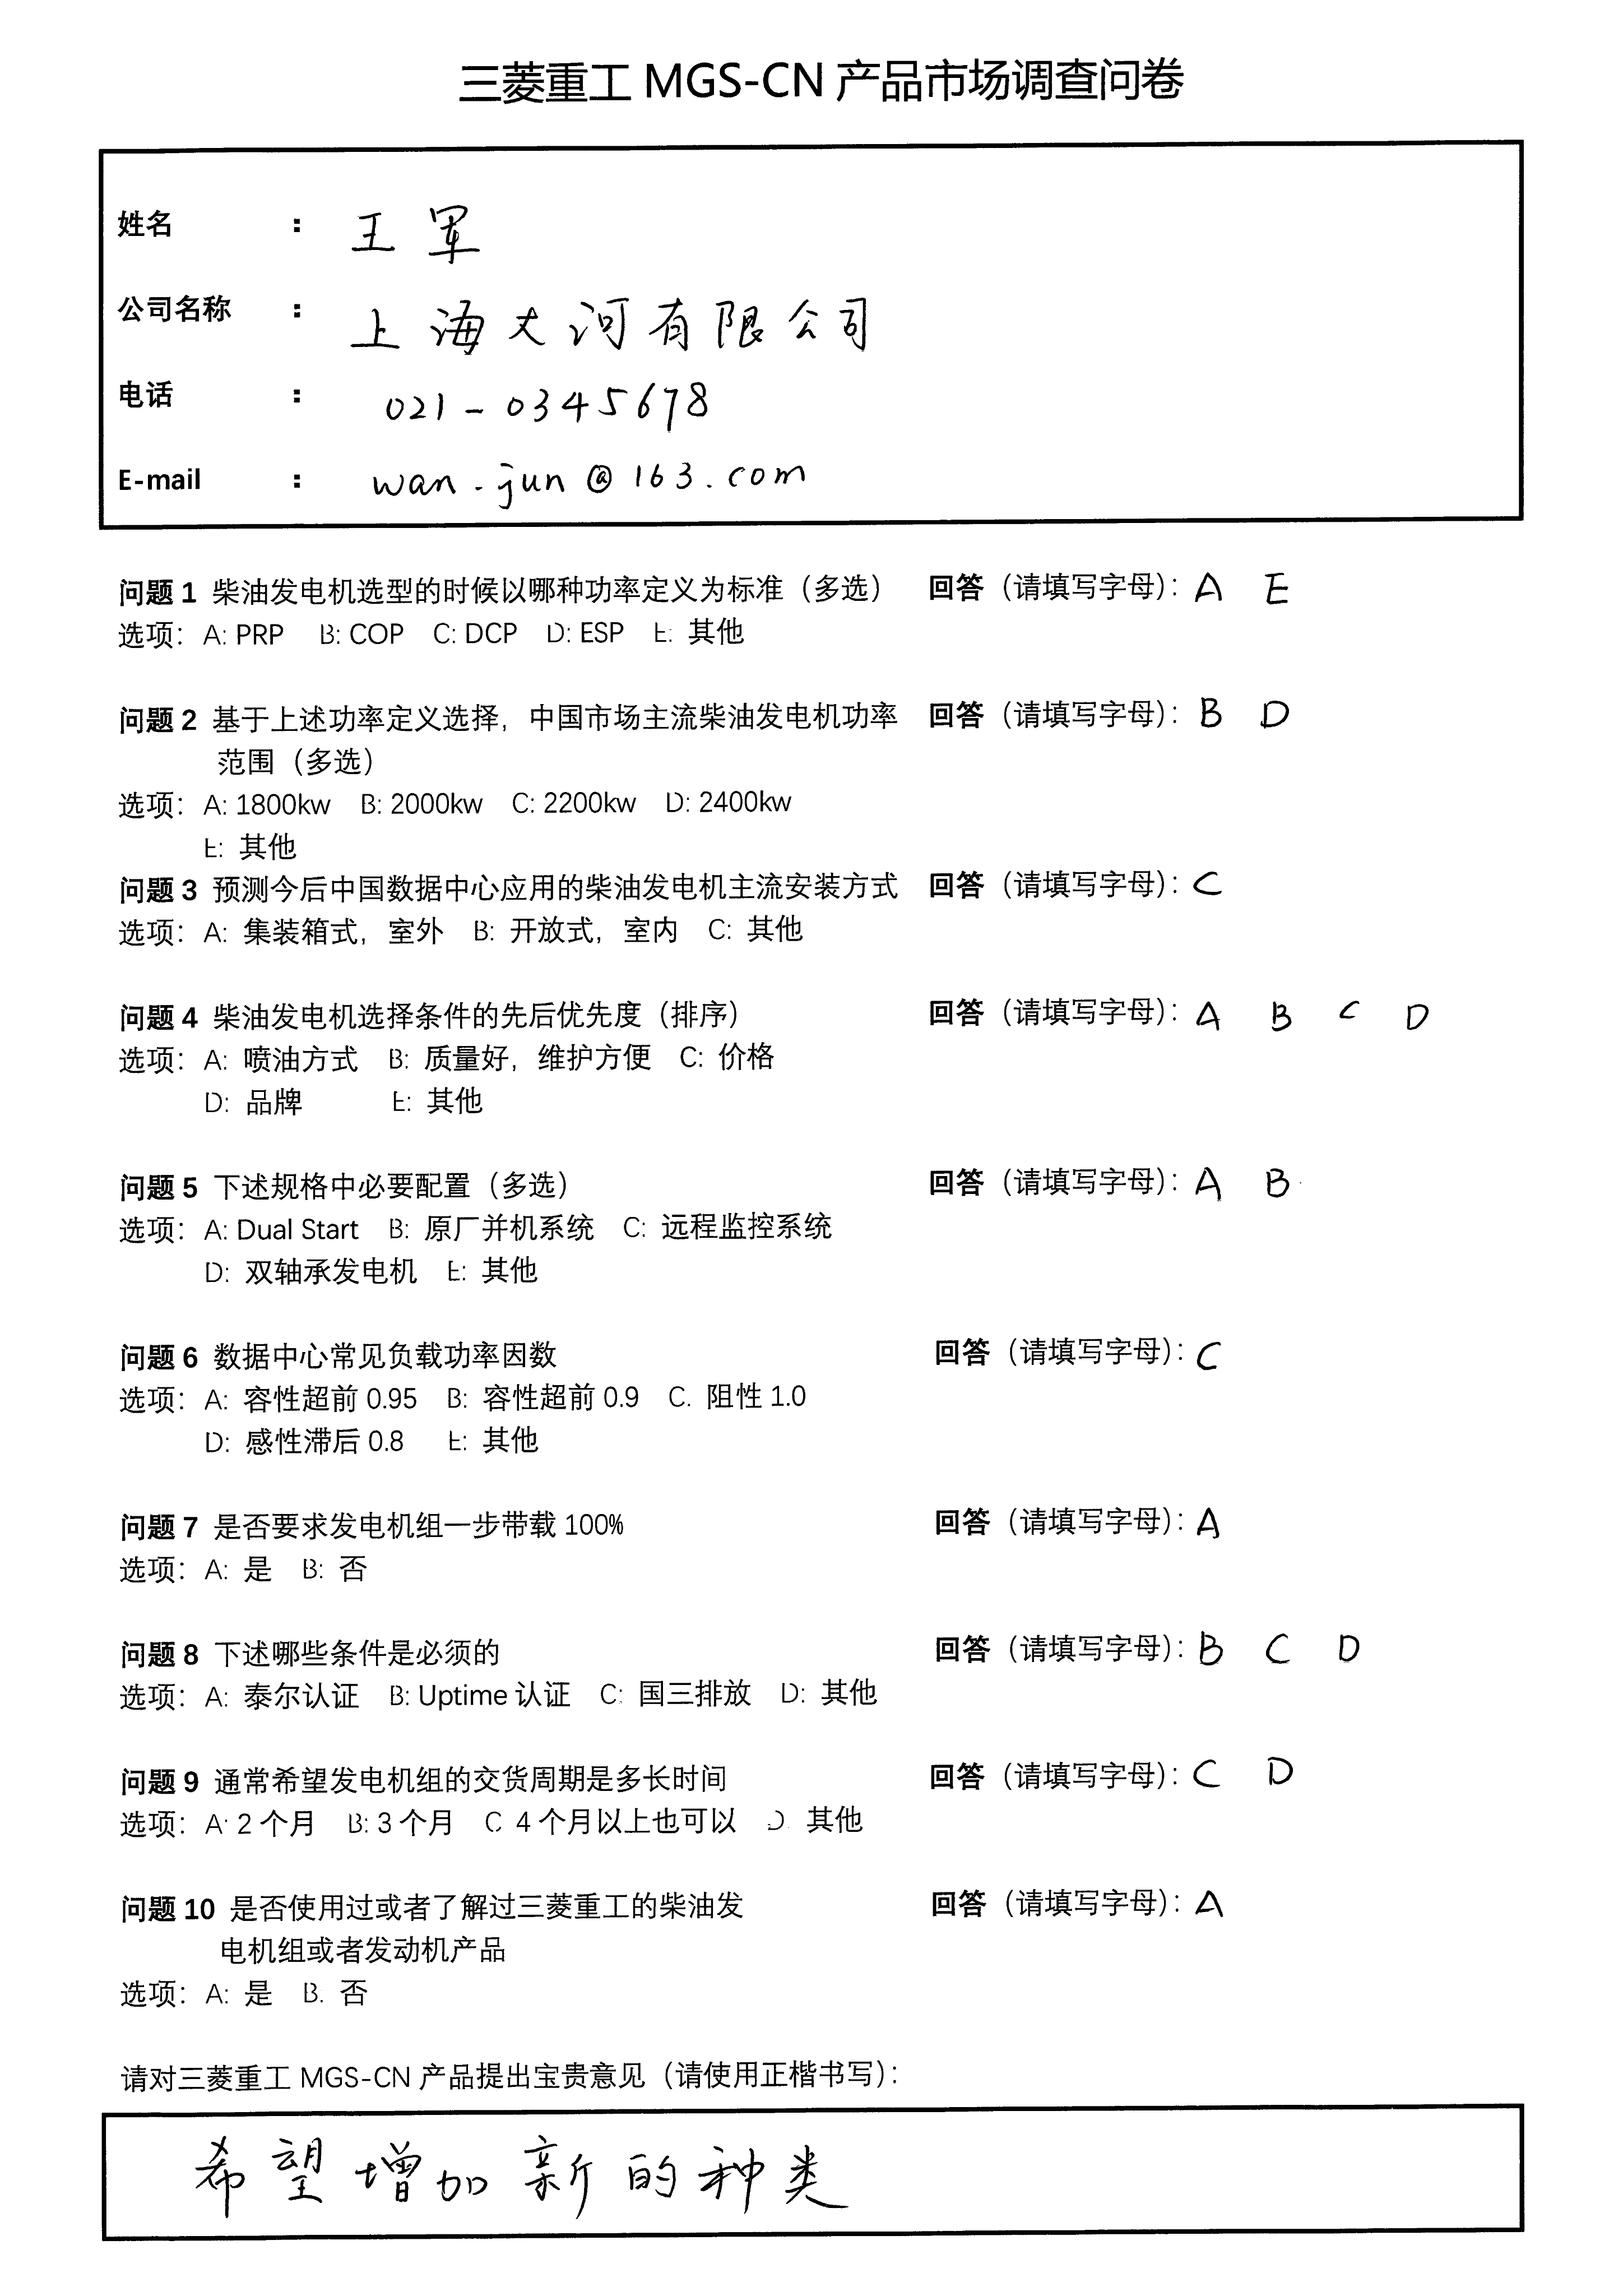 三菱重工 MGS-CN 产品市场调查问卷
姓名 : 王军
公司名称 : 上海大河有限公司
电话 : 021-0345678
E-mail : wan.jun@163.com
问题 1 柴油发电机选型的时候以哪种功率定义为标准（多选） 回答（请填写字母）: A E
选项: A: PRP B: COP C: DCP D: ESP E: 其他
问题 2 基于上述功率定义选择, 中国市场主流柴油发电机功率 回答（请填写字母）: B D
范围（多选）
选项: A: 1800kw B: 2000kw C: 2200kw D: 2400kw
E: 其他
问题 3 预测今后中国数据中心应用的柴油发电机主流安装方式 回答（请填写字母）: C
选项: A: 集装箱式, 室外 B: 开放式, 室内 C: 其他
问题 4 柴油发电机选择条件的先后优先度（排序） 回答（请填写字母）: A B C D
选项: A: 喷油方式 B: 质量好, 维护方便 C: 价格
D: 品牌 E: 其他
问题 5 下述规格中必要配置（多选） 回答（请填写字母）: A B
选项: A: Dual Start B: 原厂并机系统 C: 远程监控系统
D: 双轴承发电机 E: 其他
问题 6 数据中心常见负载功率因数 回答（请填写字母）: C
选项: A: 容性超前 0.95 B: 容性超前 0.9 C. 阻性 1.0
D: 感性滞后 0.8 E: 其他
问题 7 是否要求发电机组一步带载 100% 回答（请填写字母）: A
选项: A: 是 B: 否
问题 8 下述哪些条件是必须的 回答（请填写字母）: B C D
选项: A: 泰尔认证 B: Uptime 认证 C: 国三排放 D: 其他
问题 9 通常希望发电机组的交货周期是多长时间 回答（请填写字母）: C D
选项: A: 2 个月 B: 3 个月 C 4 个月以上也可以 D. 其他
问题 10 是否使用过或者了解过三菱重工的柴油发 回答（请填写字母）: A
电机组或者发动机产品
选项: A: 是 B. 否
请对三菱重工 MGS-CN 产品提出宝贵意见（请使用正楷书写）:
希望增加新的种类